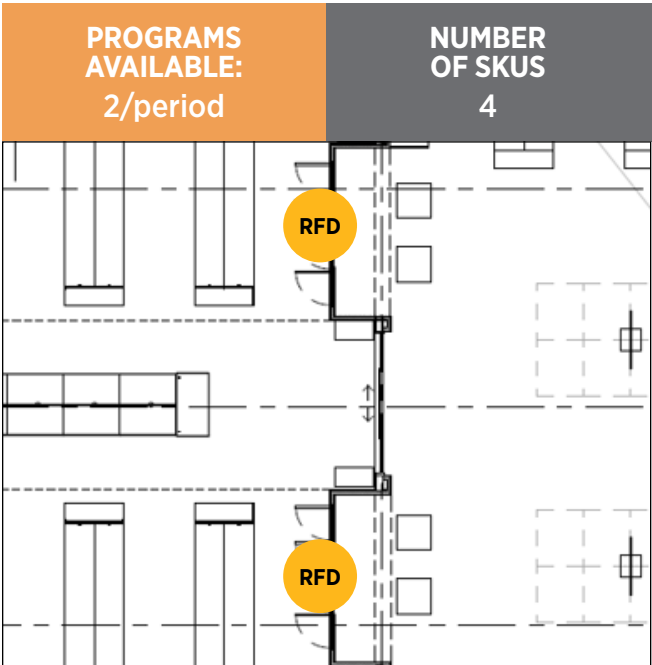 PROGRAMS
AVAILABLE:
2/period
NUMBER
OF SKUS
4
RFD
RFD